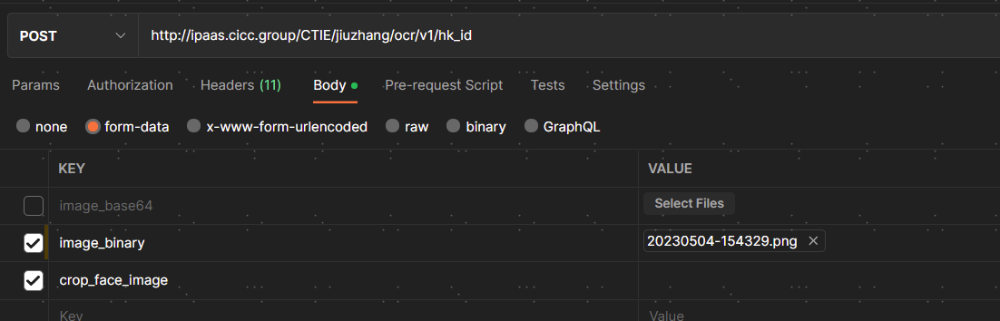 POST http://ipaas.cicc.group/CTIE/jiuzhang/ocr/v1/hk_id
Params Authorization Headers (11) Body Pre-request Script Tests Settings
none form-data x-www-form-urlencoded raw binary GraphQL
KEY VALUE
image_base64 Select Files
image_binary 20230504-154329.png
crop_face_image
Key Value